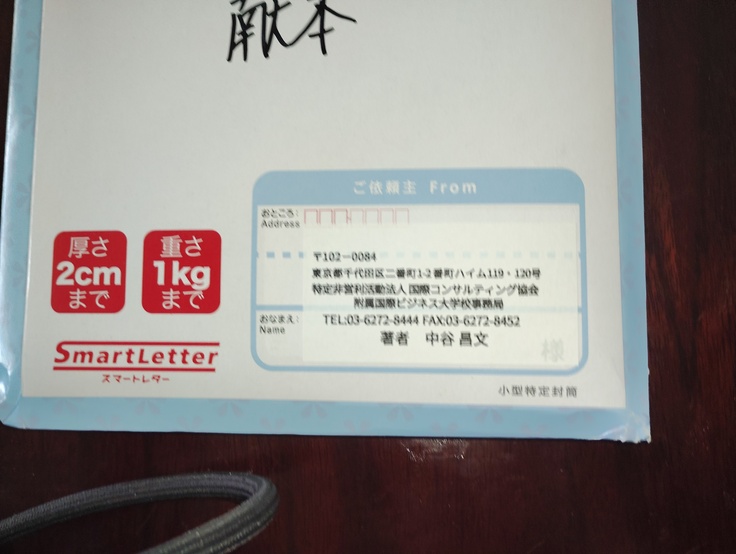 献本
ご依頼主 From
おところ:
Address
〒102-0084
東京都千代田区二番町1-2 番町ハイム119・120号
特定非営利活動法人 国際コンサルティング協会
附属国際ビジネス大学校事務局
おなまえ:
Name
TEL:03-6272-8444 FAX:03-6272-8452
著者 中谷 昌文
様
厚さ
2cm
まで
重さ
1kg
まで
SmartLetter
スマートレター
小型特定封筒